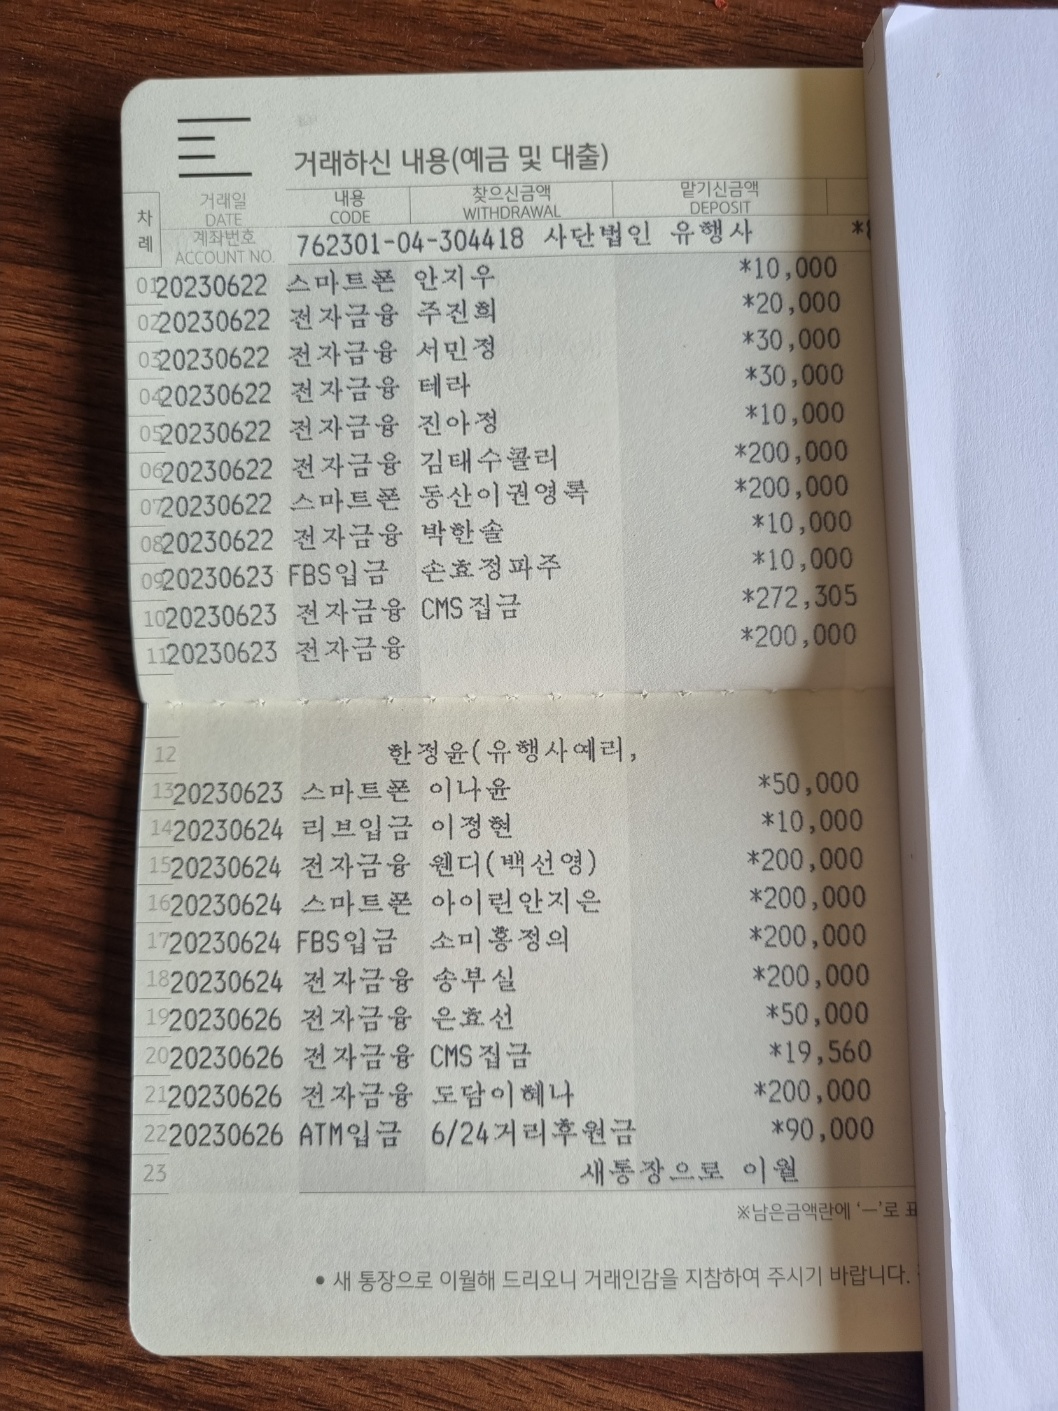 거래하신 내용(예금 및 대출)
차례 거래일 DATE 내용 CODE 찾으신금액 WITHDRAWAL 맡기신금액 DEPOSIT
계좌번호 ACCOUNT NO. 762301-04-304418 사단법인 유행사
01 20230622 스마트폰 안지우 *10,000
02 20230622 전자금융 주진희 *20,000
03 20230622 전자금융 서민정 *30,000
04 20230622 전자금융 테라 *30,000
05 20230622 전자금융 진아정 *10,000
06 20230622 전자금융 김태수콜리 *200,000
07 20230622 스마트폰 동산이권영록 *200,000
08 20230622 전자금융 박한솔 *10,000
09 20230623 FBS입금 손효정파주 *10,000
10 20230623 전자금융 CMS집금 *272,305
11 20230623 전자금융 *200,000
12 한정윤(유행사예리,
13 20230623 스마트폰 이나윤 *50,000
14 20230624 리브입금 이정현 *10,000
15 20230624 전자금융 웬디(백선영) *200,000
16 20230624 스마트폰 아이린안지은 *200,000
17 20230624 FBS입금 소미홍정의 *200,000
18 20230624 전자금융 송부실 *200,000
19 20230626 전자금융 은효선 *50,000
20 20230626 전자금융 CMS집금 *19,560
21 20230626 전자금융 도담이혜나 *200,000
22 20230626 ATM입금 6/24거리후원금 *90,000
23 새통장으로 이월
※남은금액란에 ‘ー’로
• 새 통장으로 이월해 드리오니 거래인감을 지참하여 주시기 바랍니다.